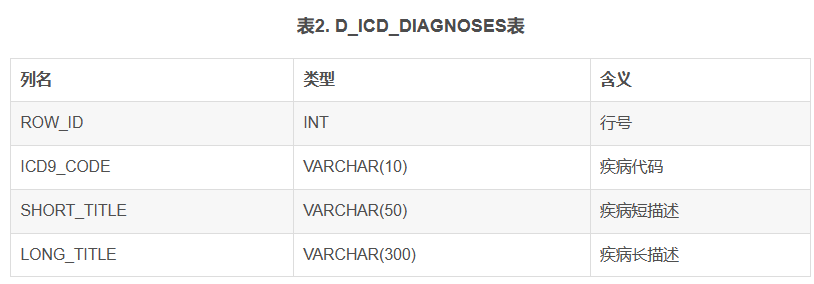 表2. D_ICD_DIAGNOSES表
列名 类型 含义
ROW_ID INT 行号
ICD9_CODE VARCHAR(10) 疾病代码
SHORT_TITLE VARCHAR(50) 疾病短描述
LONG_TITLE VARCHAR(300) 疾病长描述